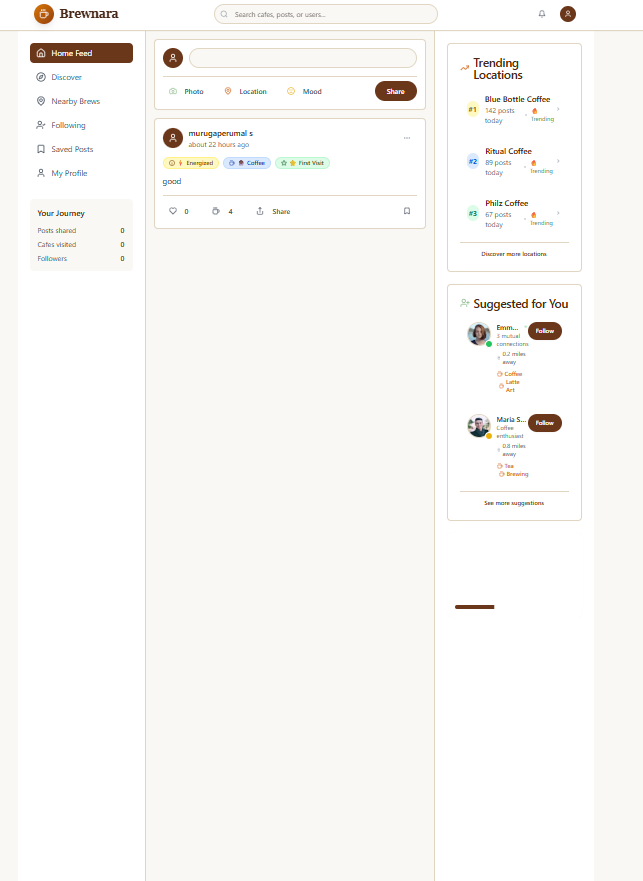 Brewnara
Search cafes, posts, or users...
Home Feed
Discover
Nearby Brews
Following
Saved Posts
My Profile
Your Journey
Posts shared 0
Cafes visited 0
Followers 0
Photo
Location
Mood
Share
murugaperumal s
about 22 hours ago
Energized
Coffee
First Visit
good
0
4
Share
Trending
Locations
#1
Blue Bottle Coffee
142 posts
today
Trending
#2
Ritual Coffee
89 posts
today
Trending
#3
Philz Coffee
67 posts
today
Trending
Discover more locations
Suggested for You
Emm...
Follow
3 mutual
connections
0.2 miles
away
Coffee
Latte
Art
Maria S...
Follow
Coffee
enthusiast
0.8 miles
away
Tea
Brewing
See more suggestions